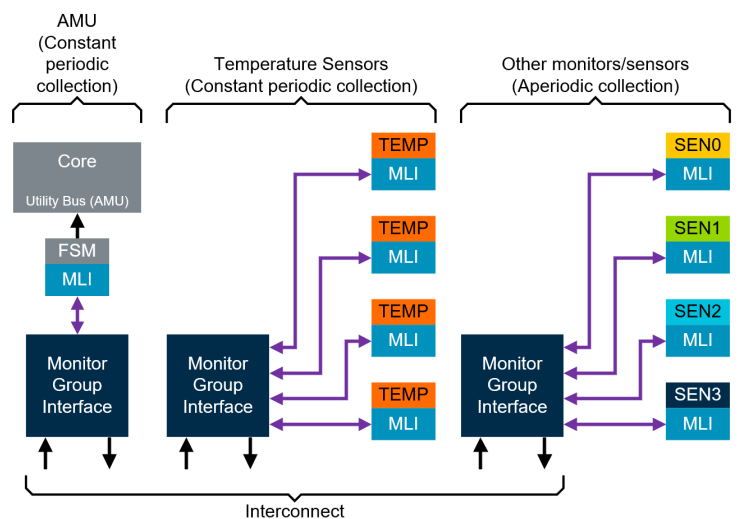 AMU
(Constant
periodic
collection)
Temperature Sensors
(Constant periodic collection)
Other monitors/sensors
(Aperiodic collection)
Core
Utility Bus (AMU)
FSM
MLI
Monitor
Group
Interface
TEMP
MLI
TEMP
MLI
TEMP
MLI
TEMP
MLI
Monitor
Group
Interface
SEN0
MLI
SEN1
MLI
SEN2
MLI
SEN3
MLI
Monitor
Group
Interface
Interconnect